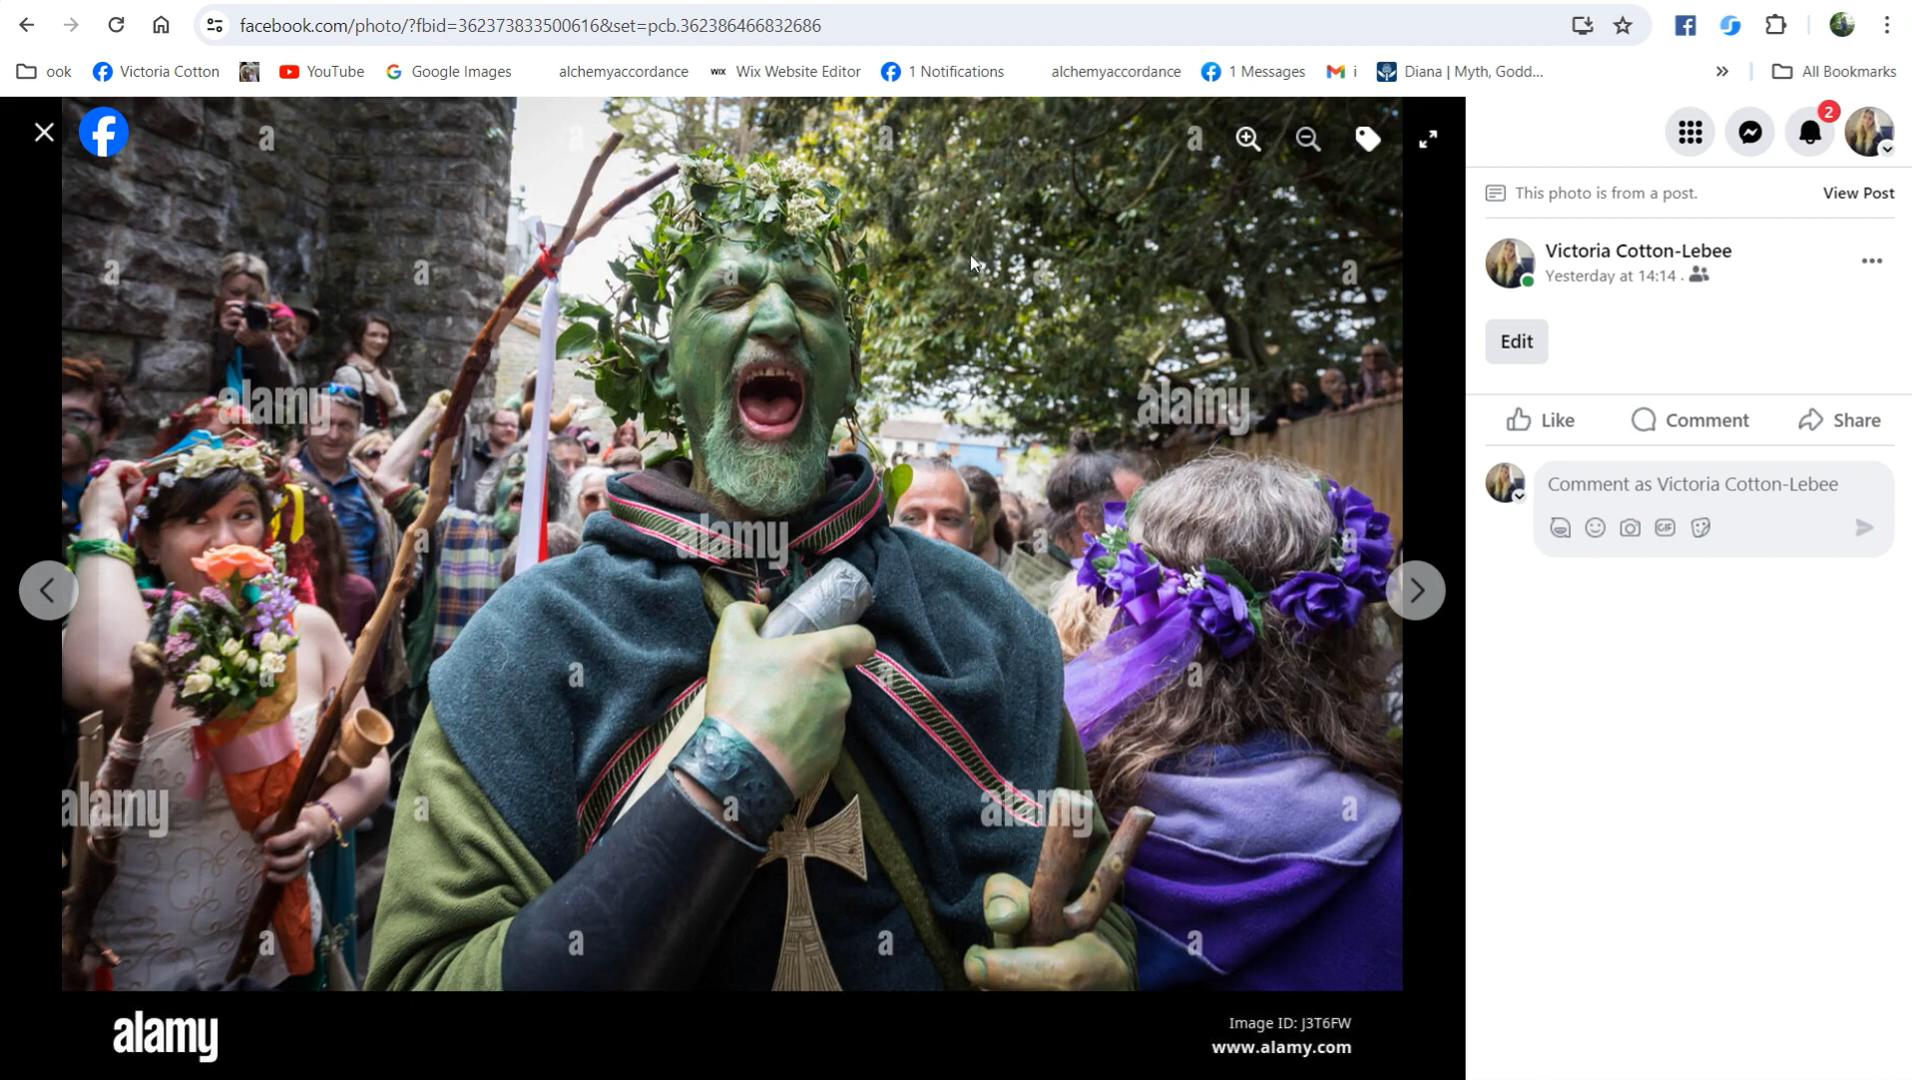 facebook.com/photo/?fbid=362373833500616&set=pcb.362386466832686
ook
Victoria Cotton
YouTube
Google Images
alchemyaccordance
WIX
Wix Website Editor
1 Notifications
alchemyaccordance
1 Messages
i
Diana | Myth, Godd...
»
All Bookmarks
2
This photo is from a post.
View Post
Victoria Cotton-Lebee
Yesterday at 14:14 ·
Edit
Like
Comment
Share
Comment as Victoria Cotton-Lebee
GIF
a
a
a
a
a
a
a
a
alamy
alamy
a
alamy
a
a
a
a
a
alamy
a
a
alamy
a
a
a
a
a
alamy
Image ID: J3T6FW
www.alamy.com